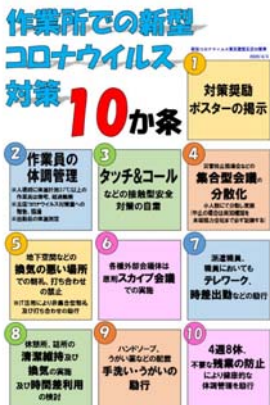 作業所での新型
コロナウイルス
対策 10か条
1
対策奨励
ポスターの掲示
2
作業員の
体調管理
3
タッチ&コール
などの接触型安全
対策の自粛
4
集合型会議の
分散化
5
地下空間などの
換気の悪い場所
での朝礼、打ち合わせ
の禁止
6
各種外部会議体は
原則スカイプ会議
での実施
7
派遣職員、
職員においても
テレワーク、
時差出勤などの励行
8
休憩所、詰所の
清潔維持及び
換気の実施
及び時間差利用
の検討
9
ハンドソープ、
うがい薬などの配置
手洗い・うがいの
励行
10
4週8休、
不要な残業の防止
により健康的な
体調管理を励行